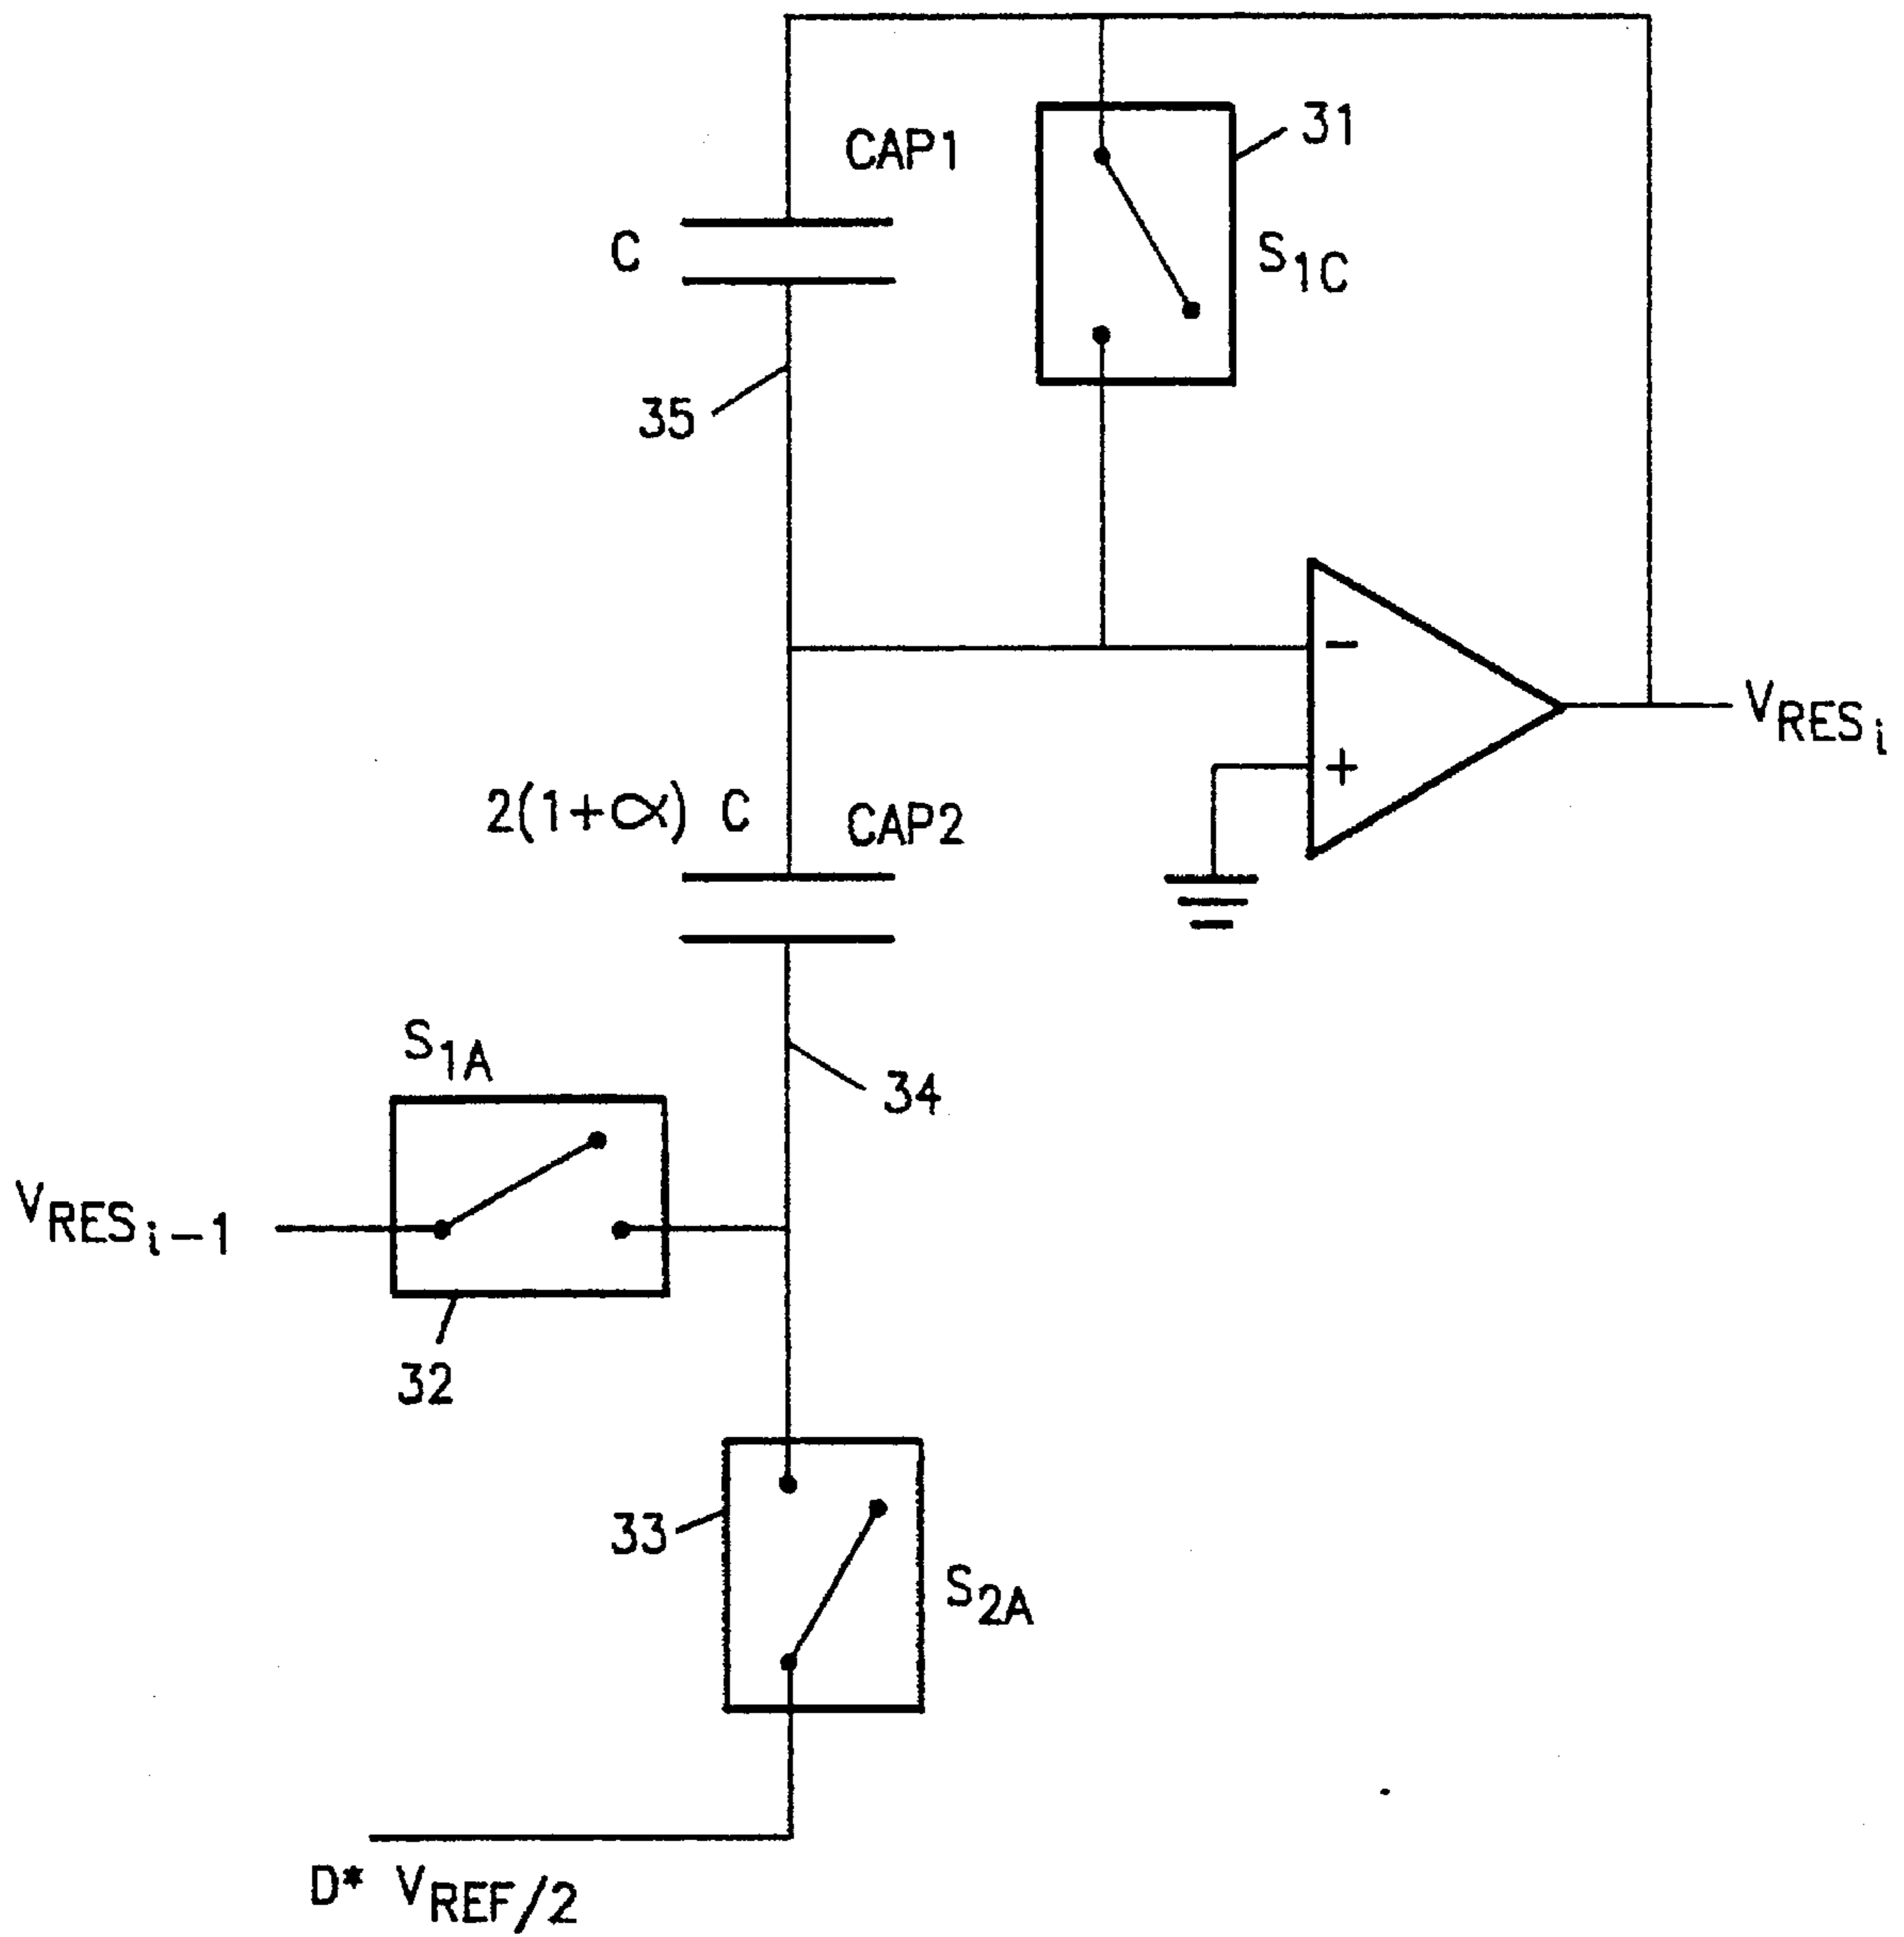 CAP1
31
C
S1C
35
−
VRESi
+
2(1+α) C
CAP2
S1A
34
VRESi−1
32
33
S2A
D* VREF/2